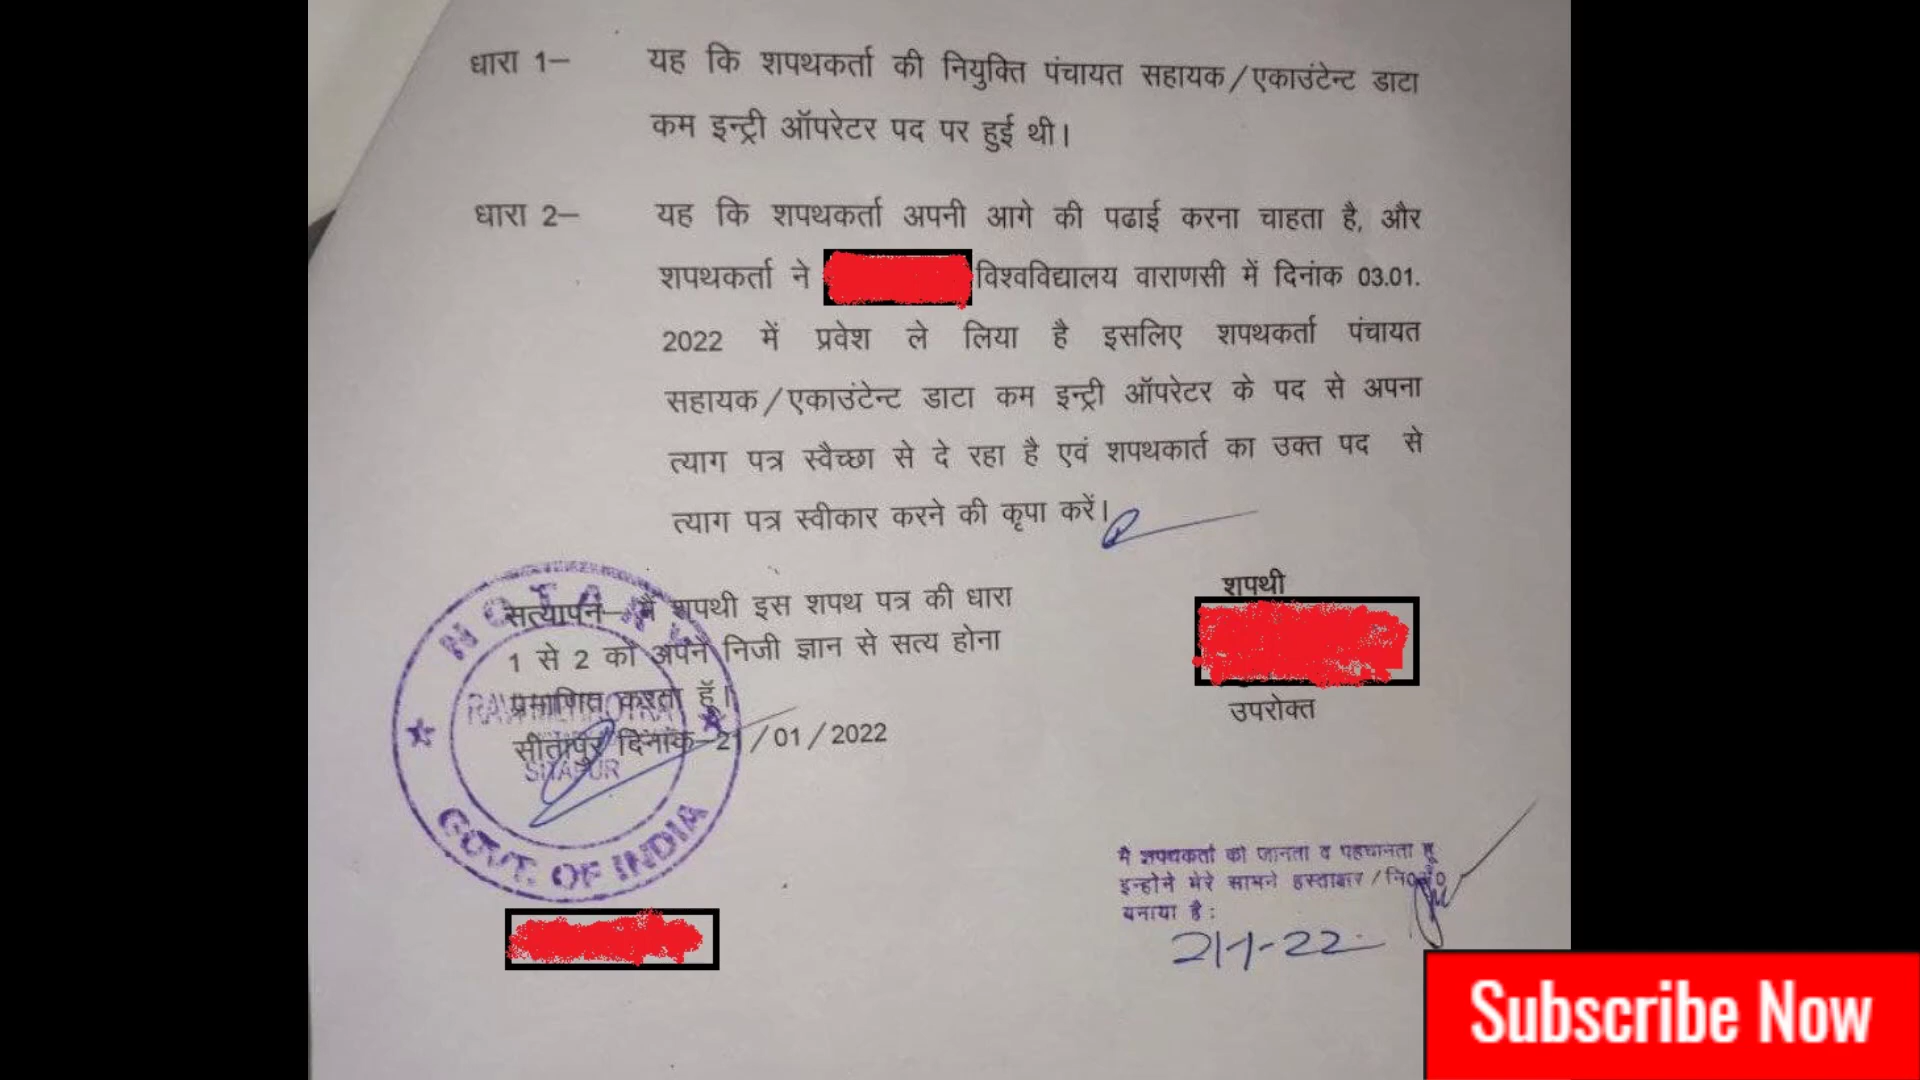 धारा 1– यह कि शपथकर्ता की नियुक्ति पंचायत सहायक/एकाउंटेन्ट डाटा
कम इन्ट्री ऑपरेटर पद पर हुई थी।
धारा 2– यह कि शपथकर्ता अपनी आगे की पढाई करना चाहता है, और
शपथकर्ता ने विश्वविद्यालय वाराणसी में दिनांक 03.01.
2022 में प्रवेश ले लिया है इसलिए शपथकर्ता पंचायत
सहायक/एकाउंटेन्ट डाटा कम इन्ट्री ऑपरेटर के पद से अपना
त्याग पत्र स्वैच्छा से दे रहा है एवं शपथकार्त का उक्त पद से
त्याग पत्र स्वीकार करने की कृपा करें।
शपथी
उपरोक्त
सत्यापन– मैं शपथी इस शपथ पत्र की धारा
1 से 2 को अपने निजी ज्ञान से सत्य होना
प्रमाणित करता हूॅ।
सीतापुर दिनांक–21/01/2022
NOTARY
SITAPUR
GOVT. OF INDIA
मै शपथकर्ता को जानता व पहचानता हू
इन्होने मेरे सामने हस्ताक्षर/नि०
बनाया है:
21-1-22
Subscribe Now